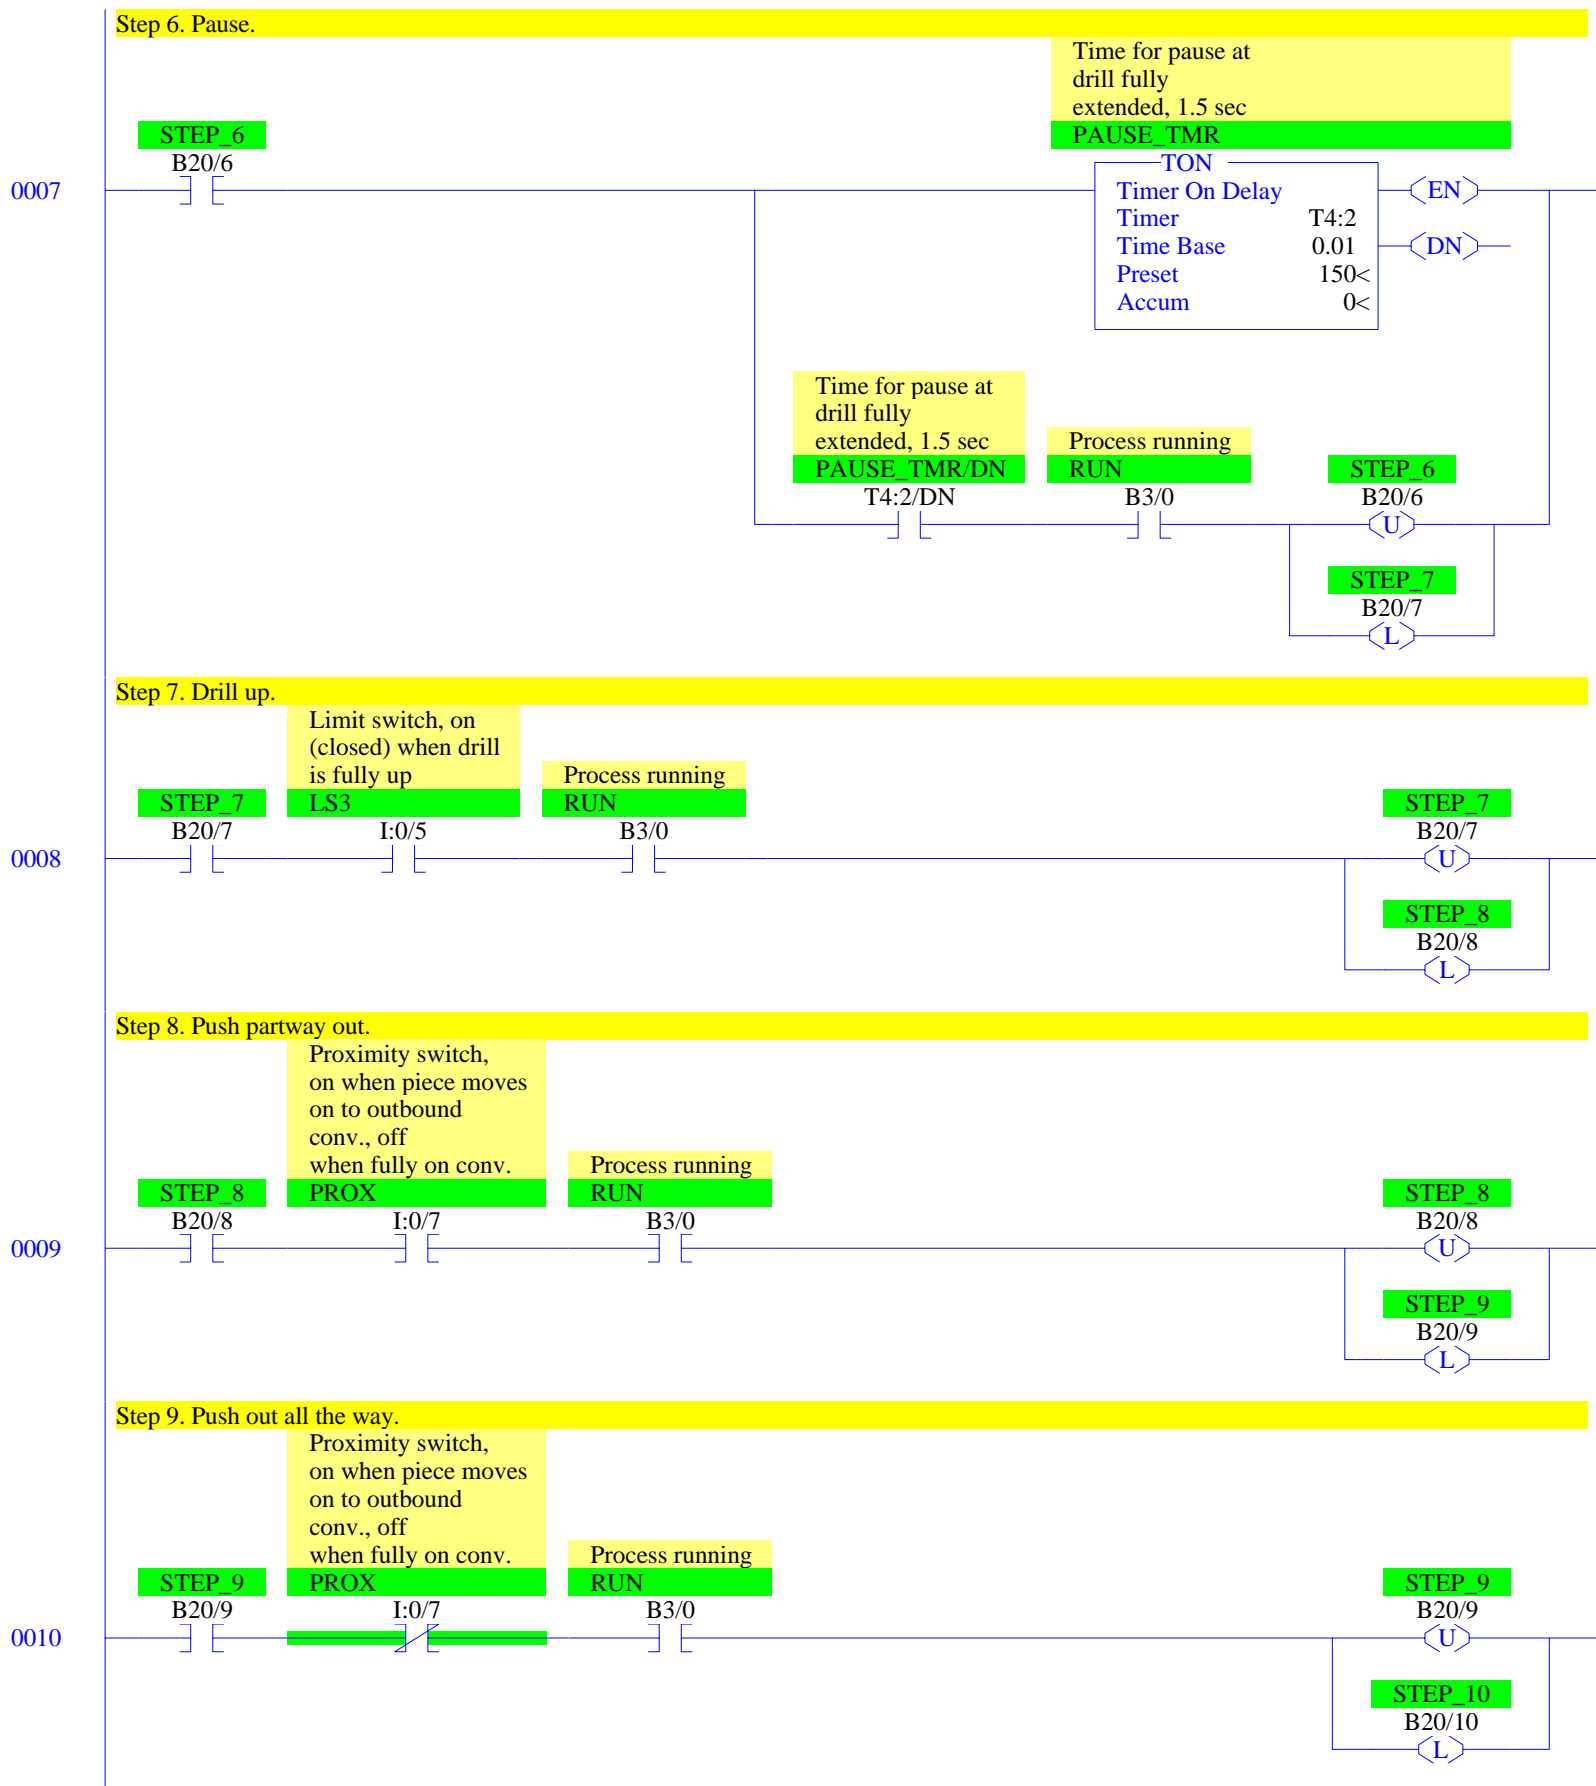 Step 6. Pause.
Time for pause at
drill fully
extended, 1.5 sec
STEP_6
PAUSE_TMR
B20/6
TON
0007
Timer On Delay
EN
Timer T4:2
Time Base 0.01
DN
Preset 150<
Accum 0<
Time for pause at
drill fully
extended, 1.5 sec
Process running
PAUSE_TMR/DN
RUN
STEP_6
T4:2/DN
B3/0
B20/6
U
STEP_7
B20/7
L
Step 7. Drill up.
Limit switch, on
(closed) when drill
is fully up
Process running
STEP_7
LS3
RUN
STEP_7
B20/7
I:0/5
B3/0
B20/7
0008
U
STEP_8
B20/8
L
Step 8. Push partway out.
Proximity switch,
on when piece moves
on to outbound
conv., off
when fully on conv.
Process running
STEP_8
PROX
RUN
STEP_8
B20/8
I:0/7
B3/0
B20/8
0009
U
STEP_9
B20/9
L
Step 9. Push out all the way.
Proximity switch,
on when piece moves
on to outbound
conv., off
when fully on conv.
Process running
STEP_9
PROX
RUN
STEP_9
B20/9
I:0/7
B3/0
B20/9
0010
U
STEP_10
B20/10
L